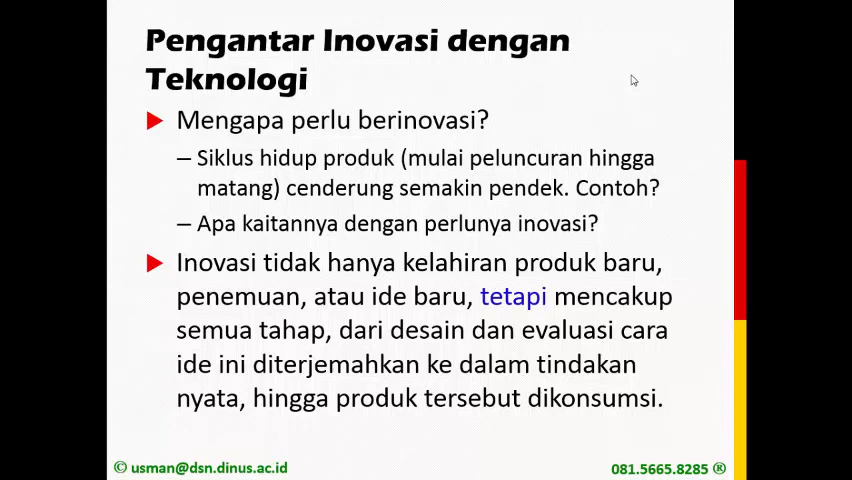 Pengantar Inovasi dengan
Teknologi
Mengapa perlu berinovasi?
– Siklus hidup produk (mulai peluncuran hingga
matang) cenderung semakin pendek. Contoh?
– Apa kaitannya dengan perlunya inovasi?
Inovasi tidak hanya kelahiran produk baru,
penemuan, atau ide baru, tetapi mencakup
semua tahap, dari desain dan evaluasi cara
ide ini diterjemahkan ke dalam tindakan
nyata, hingga produk tersebut dikonsumsi.
© usman@dsn.dinus.ac.id
081.5665.8285 ®